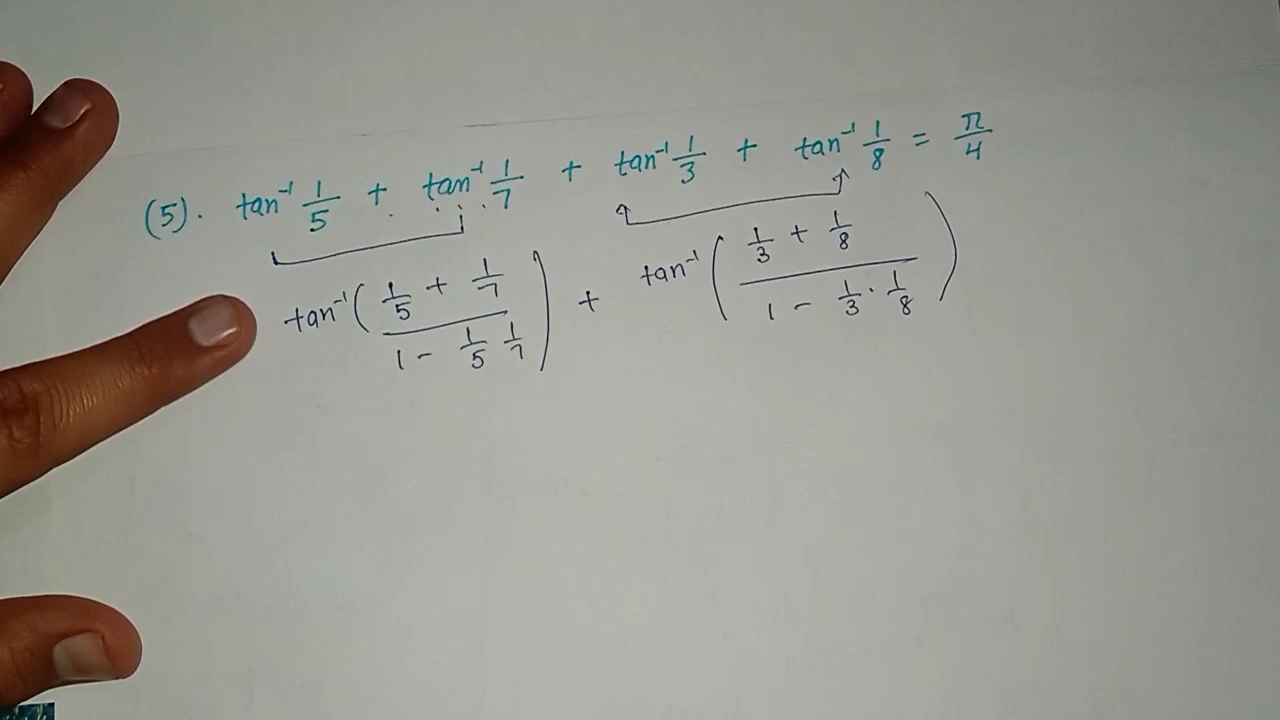 (5). tan⁻¹ 1/5 + tan⁻¹ 1/7 + tan⁻¹ 1/3 + tan⁻¹ 1/8 = π/4
tan⁻¹ ( (1/5 + 1/7) / (1 - 1/5 1/7) ) + tan⁻¹ ( (1/3 + 1/8) / (1 - 1/3 · 1/8) )